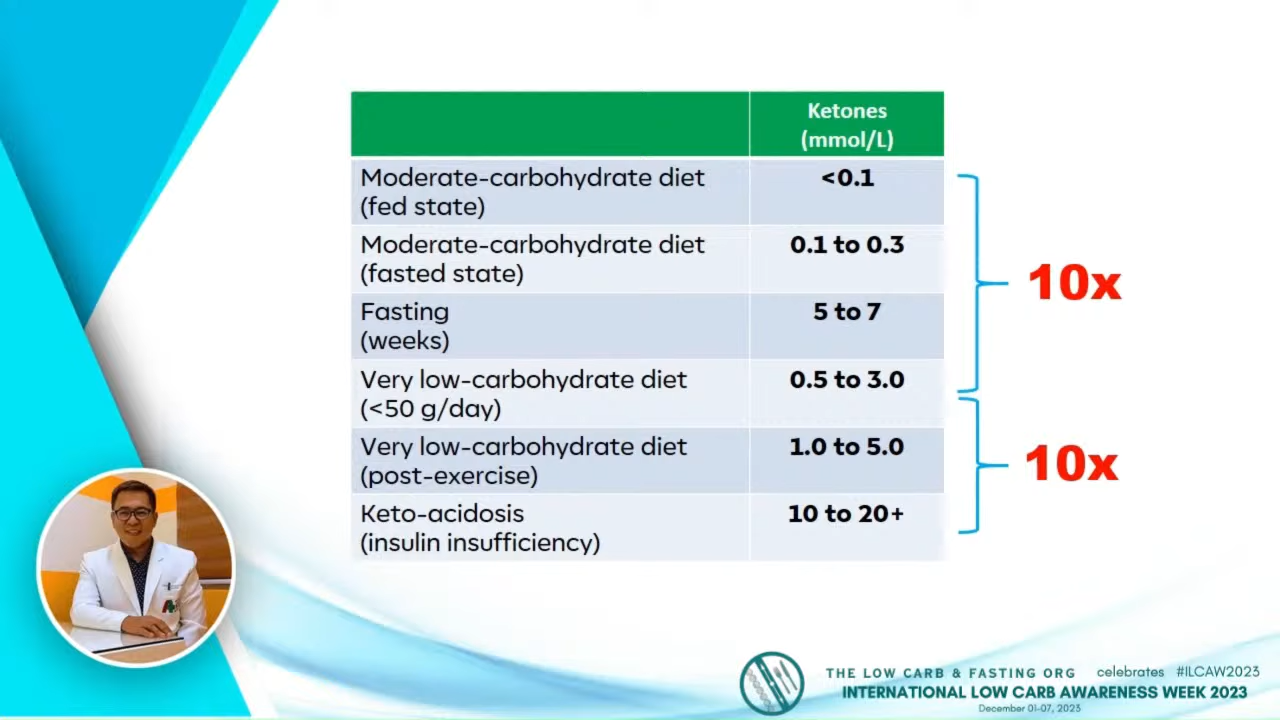 Ketones
(mmol/L)
Moderate-carbohydrate diet
(fed state)
<0.1
Moderate-carbohydrate diet
(fasted state)
0.1 to 0.3
Fasting
(weeks)
5 to 7
Very low-carbohydrate diet
(<50 g/day)
0.5 to 3.0
Very low-carbohydrate diet
(post-exercise)
1.0 to 5.0
Keto-acidosis
(insulin insufficiency)
10 to 20+
10x
10x
THE LOW CARB & FASTING ORG celebrates #ILCAW2023
INTERNATIONAL LOW CARB AWARENESS WEEK 2023
December 01-07, 2023